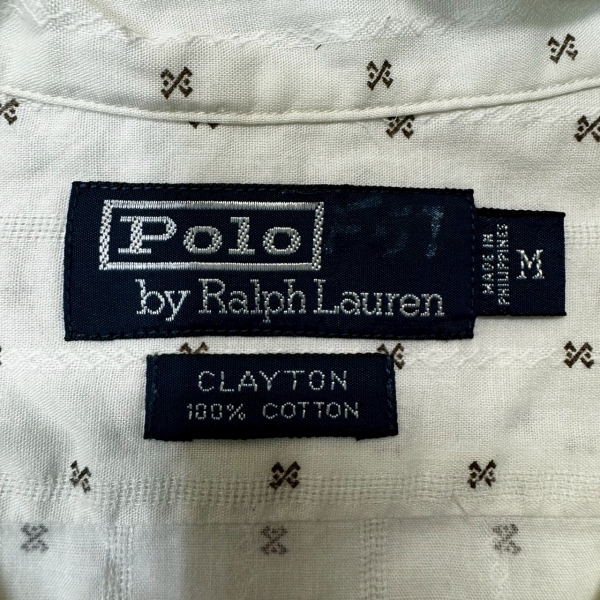 Polo
by Ralph Lauren
MADE IN
PHILIPPINES
M
CLAYTON
100% COTTON